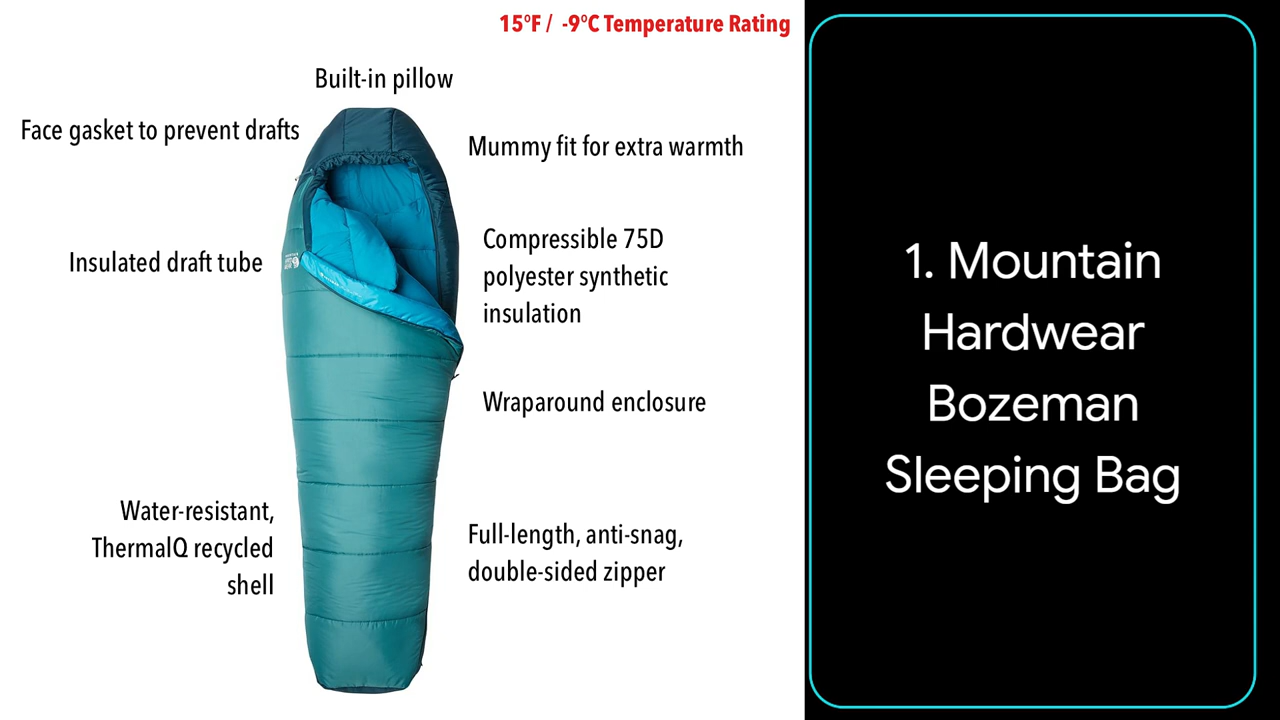 15°F / -9°C Temperature Rating
Built-in pillow
Face gasket to prevent drafts
Mummy fit for extra warmth
Insulated draft tube
Compressible 75D
polyester synthetic
insulation
Wraparound enclosure
Water-resistant,
ThermalQ recycled
shell
Full-length, anti-snag,
double-sided zipper
1. Mountain
Hardwear
Bozeman
Sleeping Bag